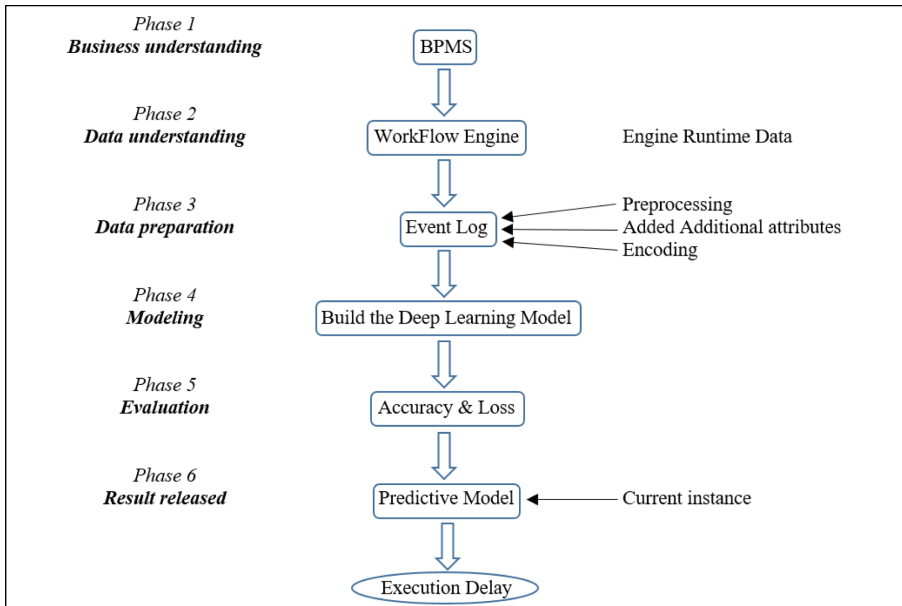 Phase 1
Business understanding
BPMS
Phase 2
Data understanding
WorkFlow Engine
Engine Runtime Data
Phase 3
Data preparation
Event Log
Preprocessing
Added Additional attributes
Encoding
Phase 4
Modeling
Build the Deep Learning Model
Phase 5
Evaluation
Accuracy & Loss
Phase 6
Result released
Predictive Model
Current instance
Execution Delay